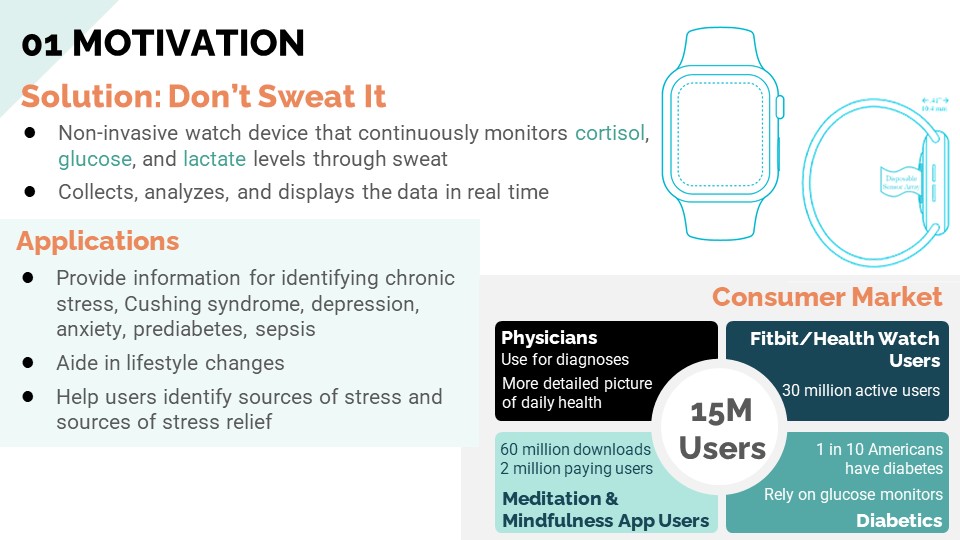 01 MOTIVATION
Solution: Don't Sweat It
● Non-invasive watch device that continuously monitors cortisol,
glucose, and lactate levels through sweat
● Collects, analyzes, and displays the data in real time
Disposable
Sensor Array
Applications
● Provide information for identifying chronic
stress, Cushing syndrome, depression,
anxiety, prediabetes, sepsis
● Aide in lifestyle changes
● Help users identify sources of stress and
sources of stress relief
Consumer Market
Physicians
Use for diagnoses
More detailed picture
of daily health
Fitbit/Health Watch
Users
30 million active users
15M
Users
60 million downloads
2 million paying users
Meditation &
Mindfulness App Users
1 in 10 Americans
have diabetes
Rely on glucose monitors
Diabetics